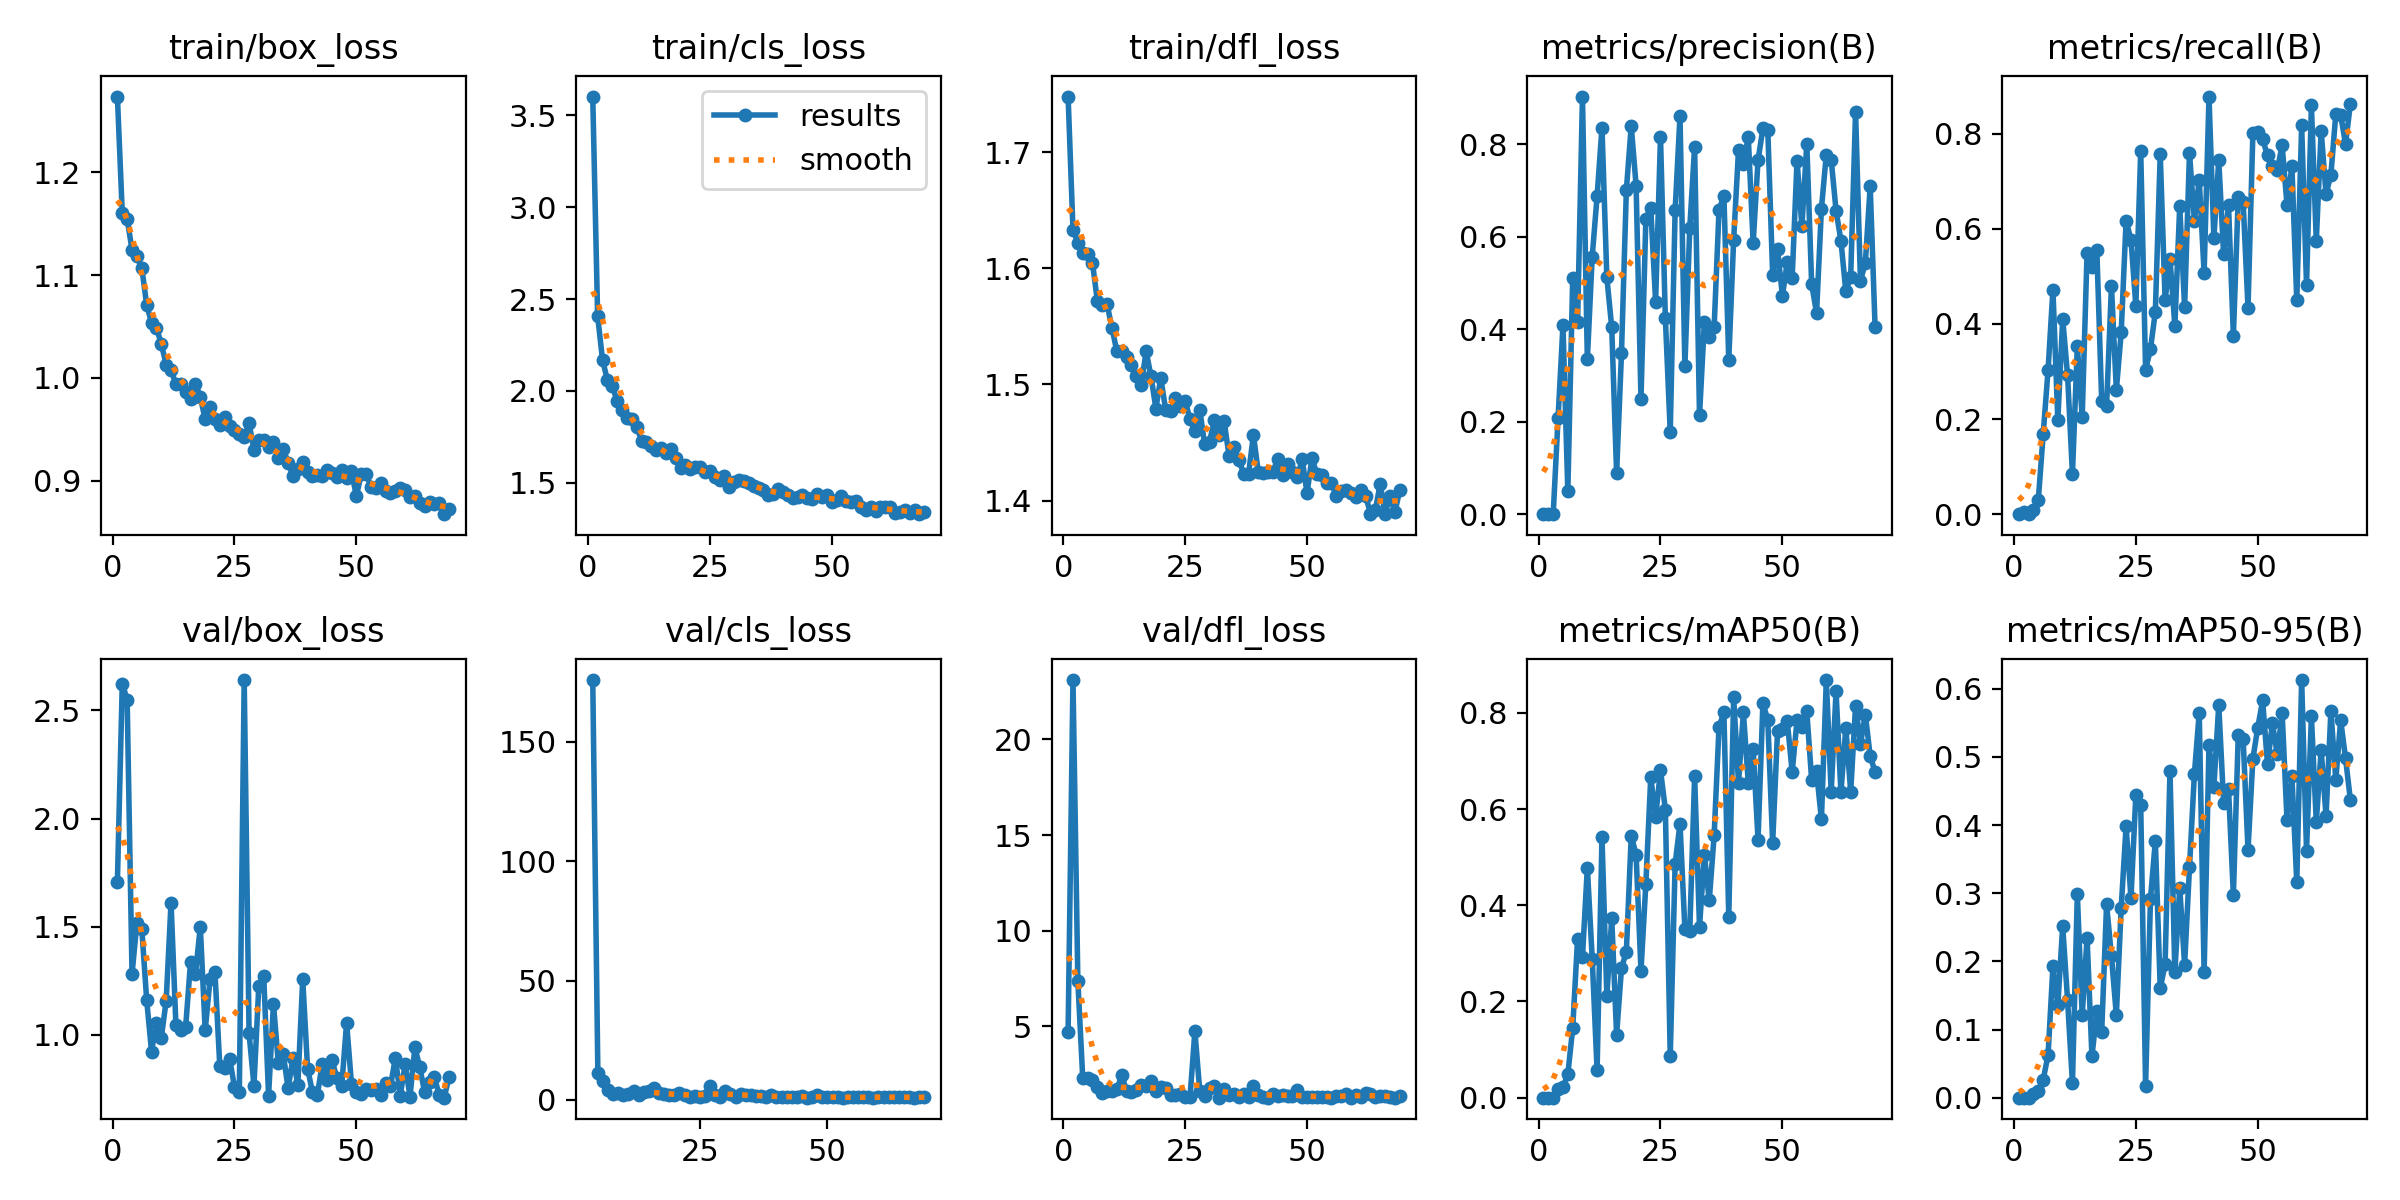 train/box_loss
1.2
1.1
1.0
0.9
0 25 50
train/cls_loss
results
smooth
3.5
3.0
2.5
2.0
1.5
0 25 50
train/dfl_loss
1.7
1.6
1.5
1.4
0 25 50
metrics/precision(B)
0.8
0.6
0.4
0.2
0.0
0 25 50
metrics/recall(B)
0.8
0.6
0.4
0.2
0.0
0 25 50
val/box_loss
2.5
2.0
1.5
1.0
0 25 50
val/cls_loss
150
100
50
0
25 50
val/dfl_loss
20
15
10
5
0 25 50
metrics/mAP50(B)
0.8
0.6
0.4
0.2
0.0
0 25 50
metrics/mAP50-95(B)
0.6
0.5
0.4
0.3
0.2
0.1
0.0
0 25 50